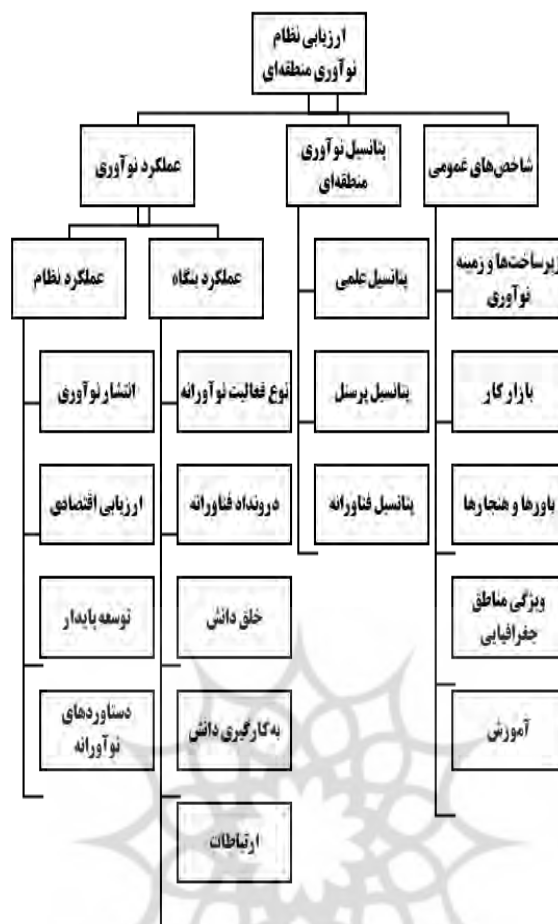 ارزیابی نظام
نوآوری منطقه‌ای
شاخص‌های عمومی
پتانسیل نوآوری
منطقه‌ای
عملکرد نوآوری
زیرساخت‌ها و زمینه
نوآوری
بازار کار
باورها و هنجارها
ویژگی مناطق
جغرافیایی
آموزش
پتانسیل علمی
پتانسیل پرسنل
پتانسیل فناورانه
عملکرد بنگاه
نوع فعالیت نوآورانه
درونداد فناورانه
خلق دانش
به‌کارگیری دانش
ارتباطات
عملکرد نظام
انتشار نوآوری
ارزیابی اقتصادی
توسعه پایدار
دستاوردهای
نوآورانه